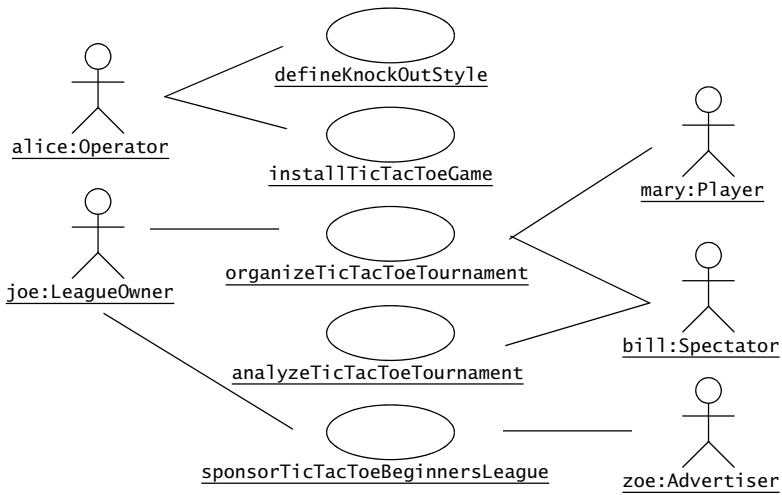 defineKnockOutStyle
alice:Operator
installTicTacToeGame
mary:Player
organizeTicTacToeTournament
joe:LeagueOwner
bill:Spectator
analyzeTicTacToeTournament
sponsorTicTacToeBeginnersLeague
zoe:Advertiser